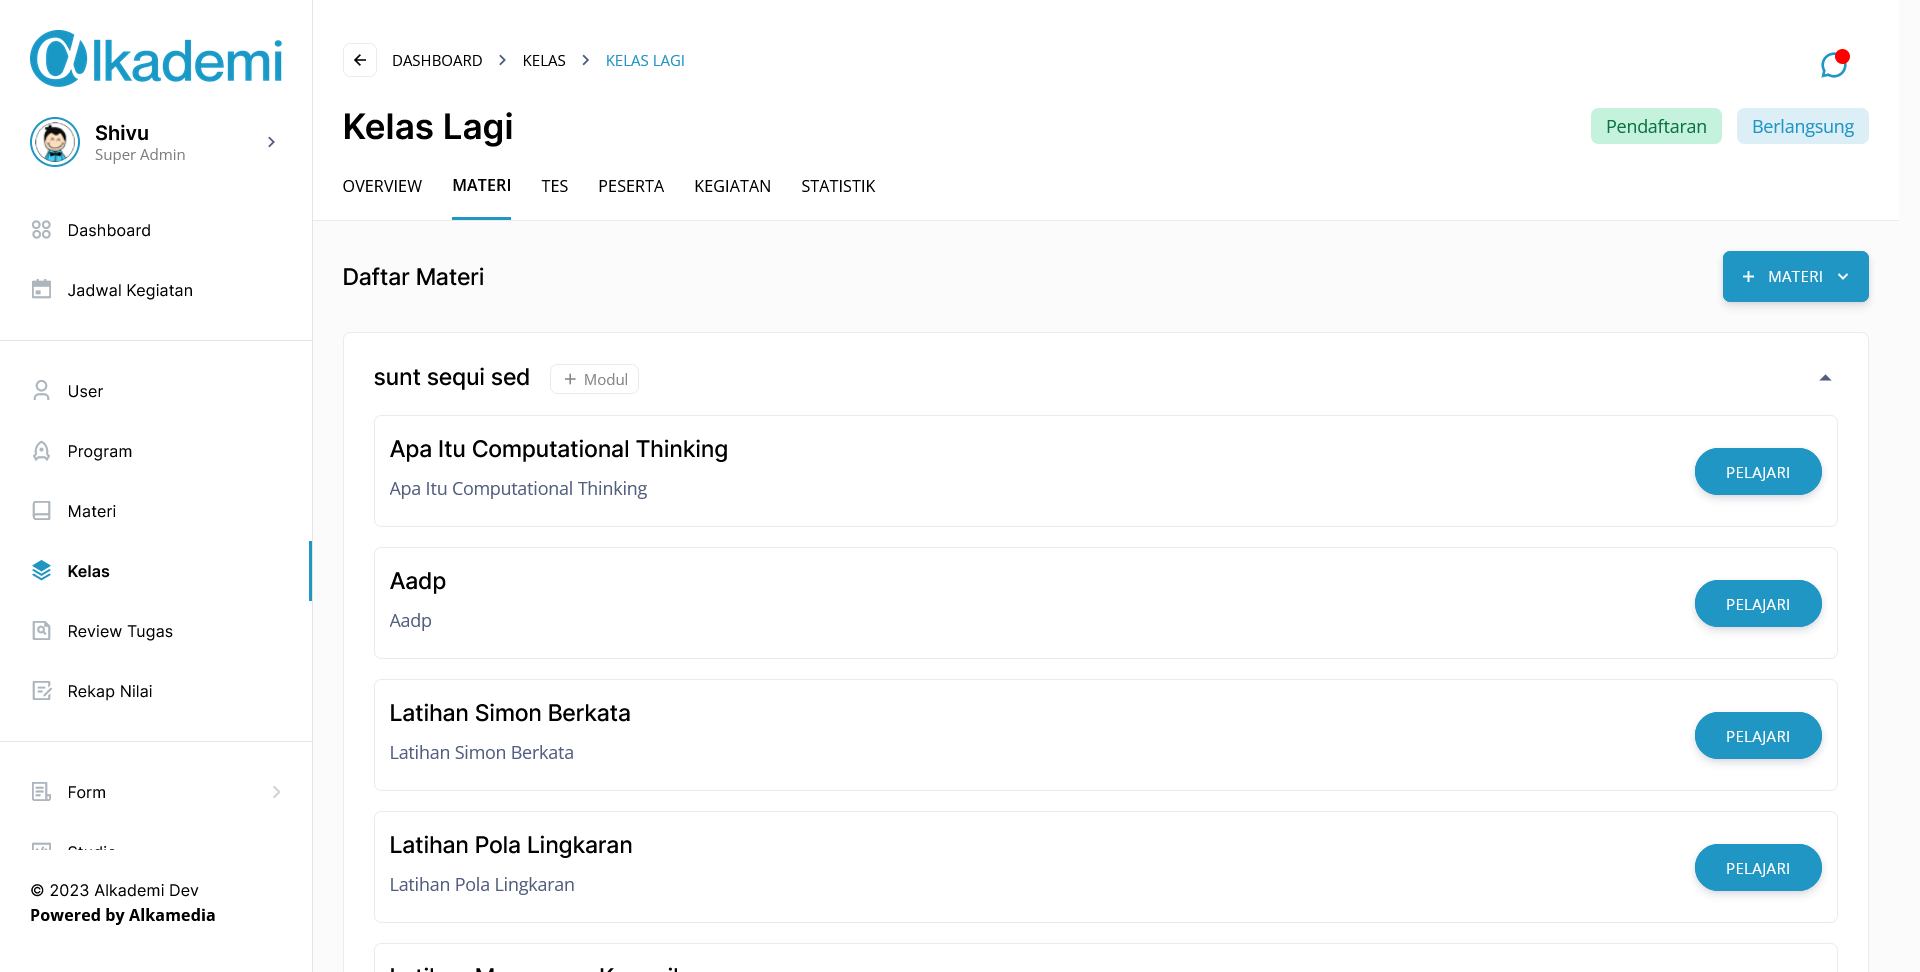 Alkademi
Shivu
Super Admin
Dashboard
Jadwal Kegiatan
User
Program
Materi
Kelas
Review Tugas
Rekap Nilai
Form
Studio
© 2023 Alkademi Dev
Powered by Alkamedia
DASHBOARD > KELAS > KELAS LAGI
Kelas Lagi
Pendaftaran
Berlangsung
OVERVIEW MATERI TES PESERTA KEGIATAN STATISTIK
Daftar Materi
+ MATERI
sunt sequi sed
+ Modul
Apa Itu Computational Thinking
Apa Itu Computational Thinking
PELAJARI
Aadp
Aadp
PELAJARI
Latihan Simon Berkata
Latihan Simon Berkata
PELAJARI
Latihan Pola Lingkaran
Latihan Pola Lingkaran
PELAJARI